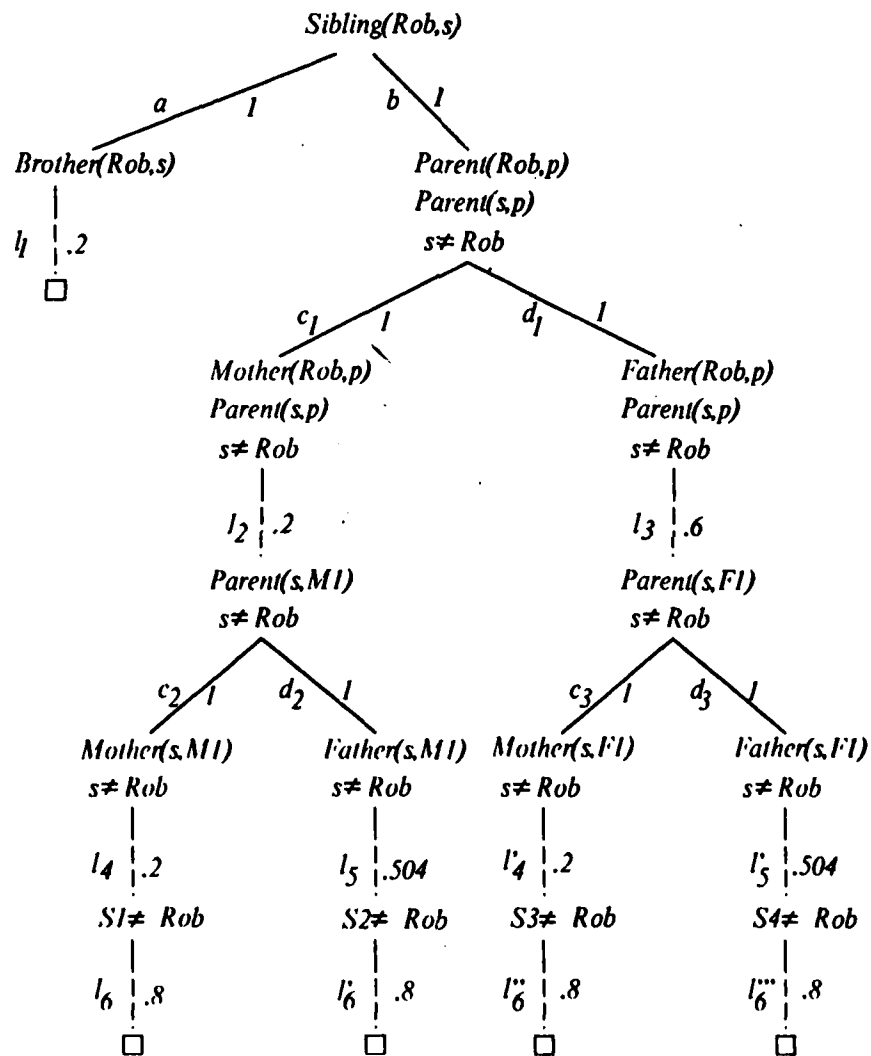 Sibling(Rob,s)
a 1 b 1
Brother(Rob,s) Parent(Rob,p)
Parent(s,p)
l1 .2 s≠ Rob
c1 1 d1 1
Mother(Rob,p) Father(Rob,p)
Parent(s,p) Parent(s,p)
s≠ Rob s≠ Rob
l2 .2 l3 .6
Parent(s,M1) Parent(s,F1)
s≠ Rob s≠ Rob
c2 1 d2 1 c3 1 d3 1
Mother(s,M1) Father(s,M1) Mother(s,F1) Father(s,F1)
s≠ Rob s≠ Rob s≠ Rob s≠ Rob
l4 .2 l5 .504 l'4 .2 l'5 .504
S1≠ Rob S2≠ Rob S3≠ Rob S4≠ Rob
l6 .8 l'6 .8 l''6 .8 l'''6 .8